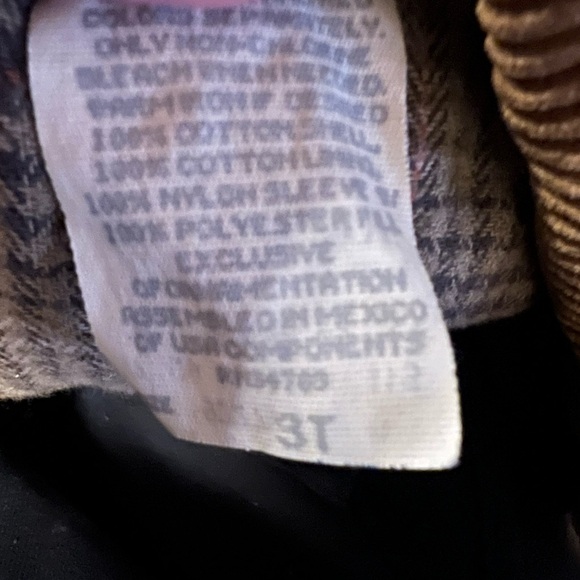 COLORS SEPARATELY.
ONLY NON-CHLORINE
BLEACH WHEN NEEDED.
WARM IRON IF DESIRED
100% COTTON SHELL,
100% COTTON LINING,
100% NYLON SLEEVE W/
100% POLYESTER FILL
EXCLUSIVE
OF ORNAMENTATION
ASSEMBLED IN MEXICO
OF USA COMPONENTS
3T